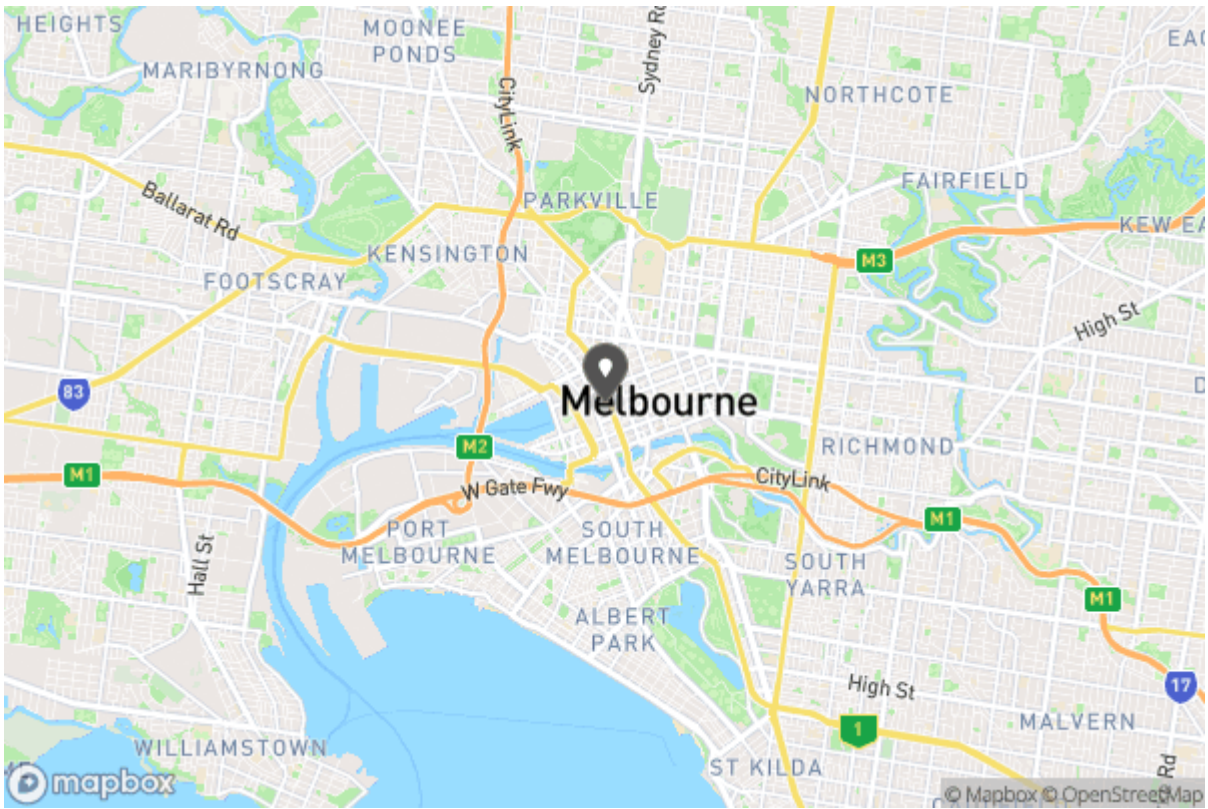 HEIGHTS
MOONEE
PONDS
Sydney Rd
MARIBYRNONG
CityLink
NORTHCOTE
Ballarat Rd
PARKVILLE
FAIRFIELD
KENSINGTON
M3
FOOTSCRAY
High St
83
Melbourne
M2
RICHMOND
M1
W Gate Fwy
CityLink
PORT
MELBOURNE
SOUTH
MELBOURNE
M1
Hall St
SOUTH
YARRA
M1
ALBERT
PARK
High St
17
1
MALVERN
WILLIAMSTOWN
ST KILDA
Rd
mapbox
© Mapbox © OpenStreetMap